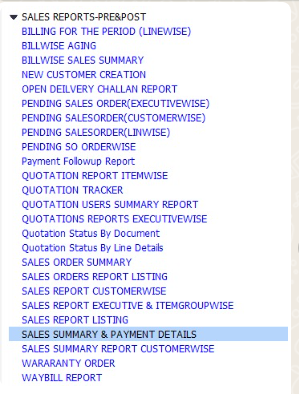 SALES REPORTS-PRE&POST
BILLING FOR THE PERIOD (LINEWISE)
BILLWISE AGING
BILLWISE SALES SUMMARY
NEW CUSTOMER CREATION
OPEN DEILVERY CHALLAN REPORT
PENDING SALES ORDER(EXECUTIVEWISE)
PENDING SALESORDER(CUSTOMERWISE)
PENDING SALESORDER(LINWISE)
PENDING SO ORDERWISE
Payment Followup Report
QUOTATION REPORT ITEMWISE
QUOTATION TRACKER
QUOTATION USERS SUMMARY REPORT
QUOTATIONS REPORTS EXECUTIVEWISE
Quotation Status By Document
Quotation Status By Line Details
SALES ORDER SUMMARY
SALES ORDERS REPORT LISTING
SALES REPORT CUSTOMERWISE
SALES REPORT EXECUTIVE & ITEMGROUPWISE
SALES REPORT LISTING
SALES SUMMARY & PAYMENT DETAILS
SALES SUMMARY REPORT CUSTOMERWISE
WARARANTY ORDER
WAYBILL REPORT